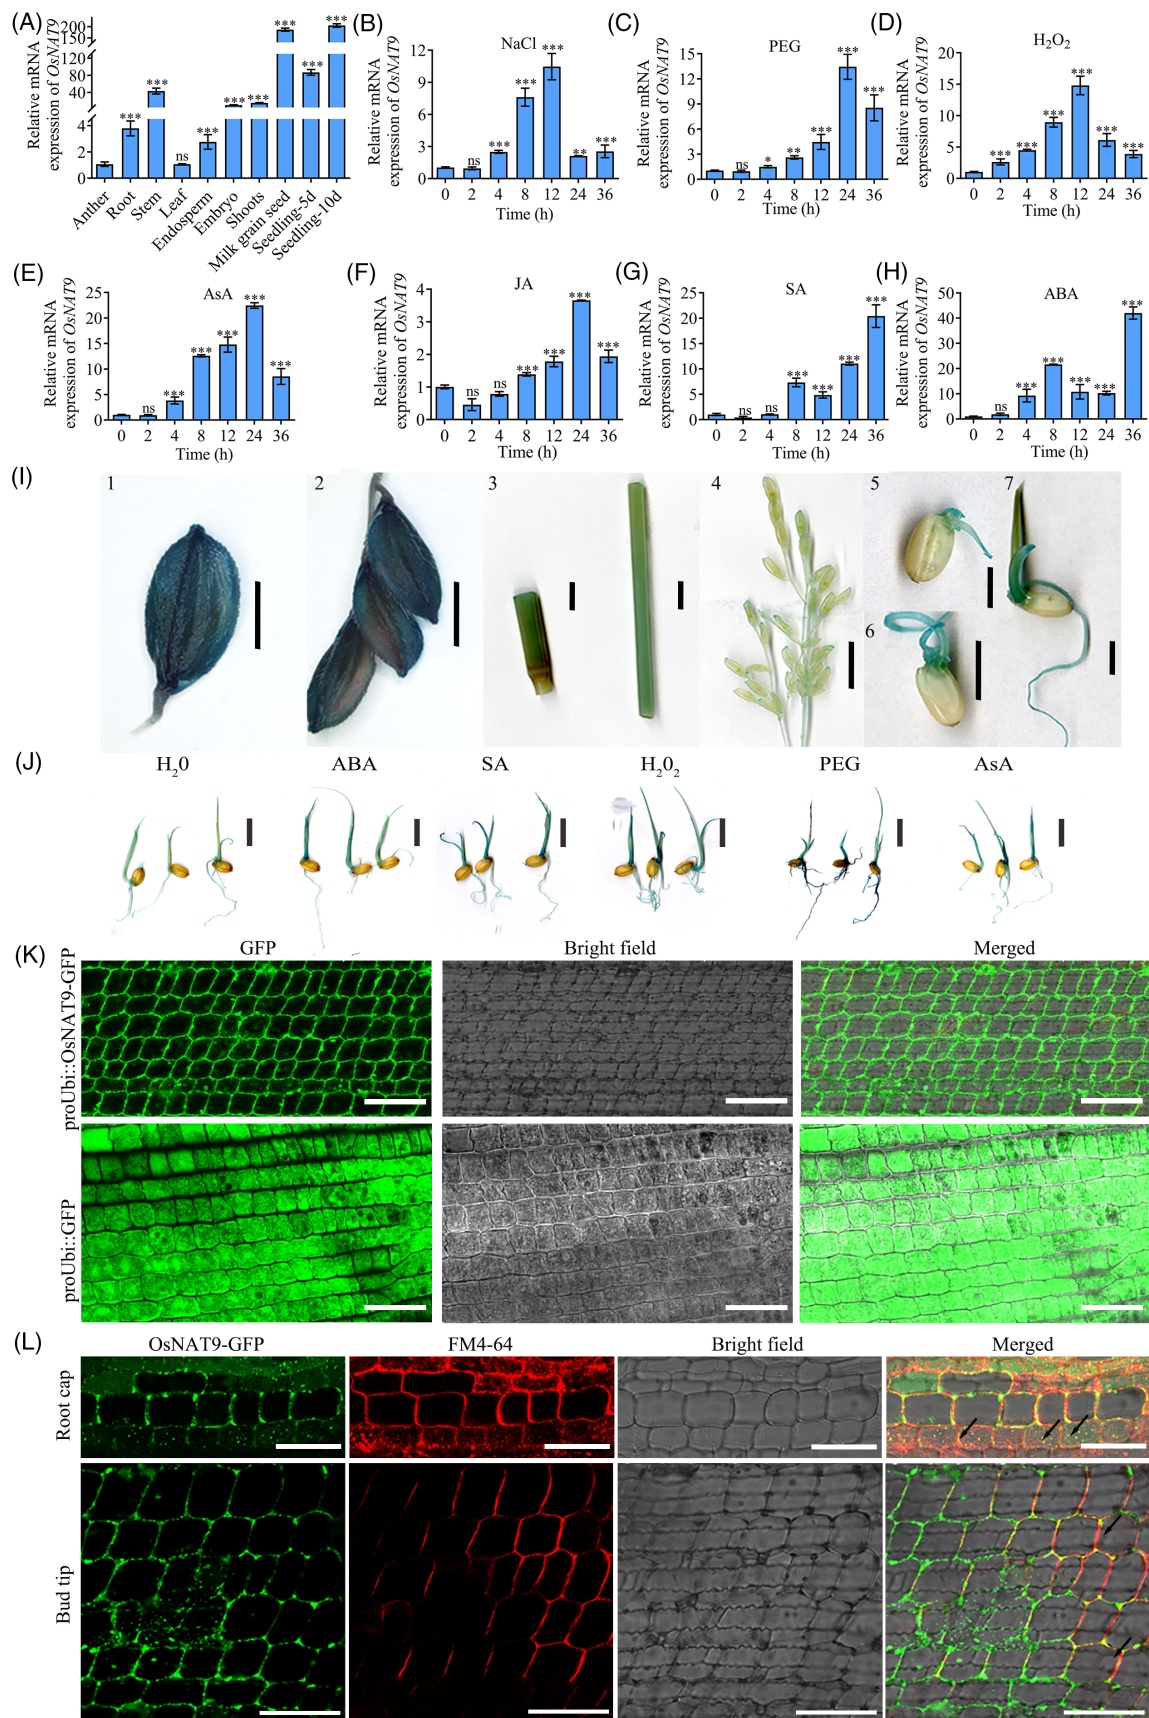 (A)
Relative mRNA
expression of OsNAT9
200
150
120
80
40
4
2
0
***
***
ns
***
***
***
***
***
***
Anther
Root
Stem
Leaf
Endosperm
Embryo
Shoots
Milk grain seed
Seedling-5d
Seedling-10d
(B)
NaCl
Relative mRNA
expression of OsNAT9
12
9
6
3
0
ns
***
***
***
**
***
0 2 4 8 12 24 36
Time (h)
(C)
PEG
Relative mRNA
expression of OsNAT9
15
12
9
6
3
0
ns
*
**
***
***
***
0 2 4 8 12 24 36
Time (h)
(D)
H₂O₂
Relative mRNA
expression of OsNAT9
20
15
10
5
0
***
***
***
***
***
***
0 2 4 8 12 24 36
Time (h)
(E)
AsA
Relative mRNA
expression of OsNAT9
25
20
15
10
5
0
ns
***
***
***
***
***
0 2 4 8 12 24 36
Time (h)
(F)
JA
Relative mRNA
expression of OsNAT9
4
3
2
1
0
ns
ns
***
***
***
***
0 2 4 8 12 24 36
Time (h)
(G)
SA
Relative mRNA
expression of OsNAT9
25
20
15
10
5
0
ns
ns
***
***
***
***
0 2 4 8 12 24 36
Time (h)
(H)
ABA
Relative mRNA
expression of OsNAT9
50
40
30
20
10
0
ns
***
***
***
***
***
0 2 4 8 12 24 36
Time (h)
(I)
1 2 3 4 5 7
6
(J)
H₂0 ABA SA H₂0₂ PEG AsA
(K)
GFP Bright field Merged
proUbi::OsNAT9-GFP
proUbi::GFP
(L)
OsNAT9-GFP FM4-64 Bright field Merged
Root cap
Bud tip